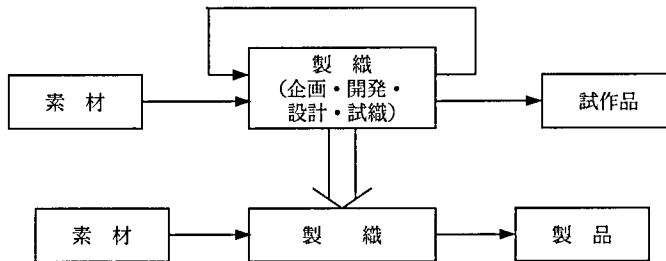 製 織
(企画・開発・
設計・試織)
素 材
試作品
素 材
製 織
製 品